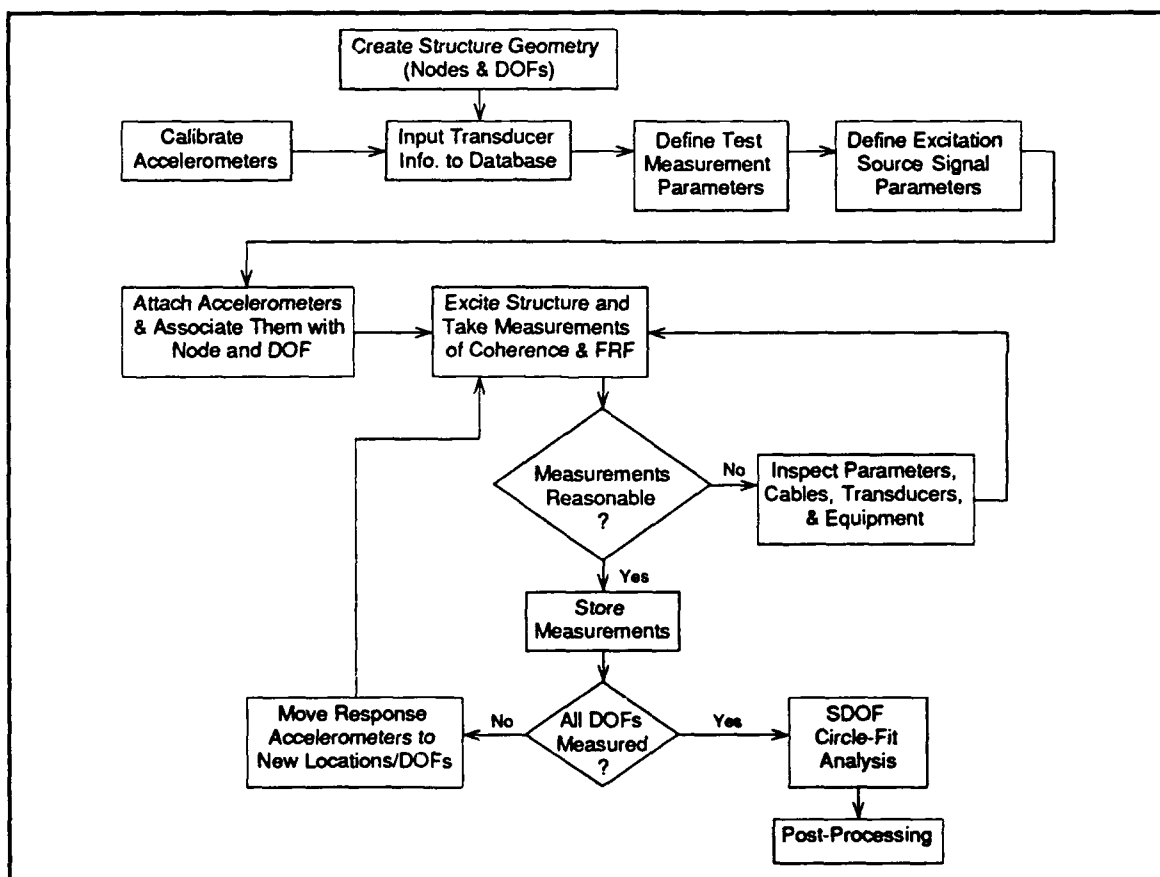 Create Structure Geometry
(Nodes & DOFs)
Calibrate
Accelerometers
Input Transducer
Info. to Database
Define Test
Measurement
Parameters
Define Excitation
Source Signal
Parameters
Attach Accelerometers
& Associate Them with
Node and DOF
Excite Structure and
Take Measurements
of Coherence & FRF
Measurements
Reasonable
?
No
Inspect Parameters,
Cables, Transducers,
& Equipment
Yes
Store
Measurements
Move Response
Accelerometers to
New Locations/DOFs
No
All DOFs
Measured
?
Yes
SDOF
Circle-Fit
Analysis
Post-Processing